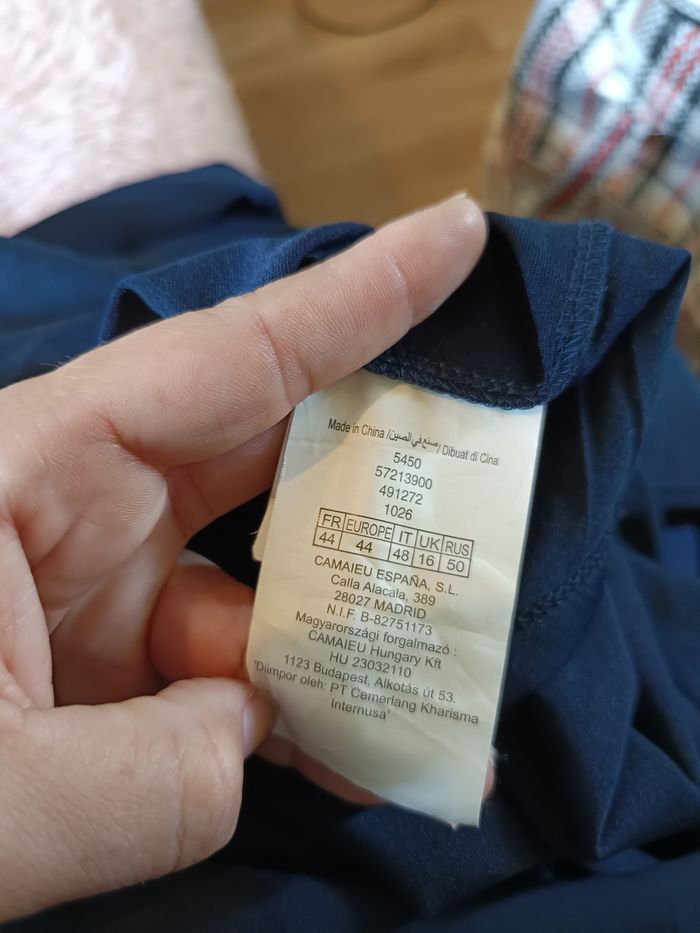 Made in China /صنع في الصين/ Dibuat di Cina
5450
57213900
491272
1026
FR EUROPE IT UK RUS
44 44 48 16 50
CAMAIEU ESPAÑA, S.L.
Calla Alacala, 389
28027 MADRID
N.I.F. B-82751173
Magyarországi forgalmazó :
CAMAIEU Hungary Kft
HU 23032110
1123 Budapest, Alkotás út 53.
'Diimpor oleh: PT Cemerlang Kharisma
Internusa'